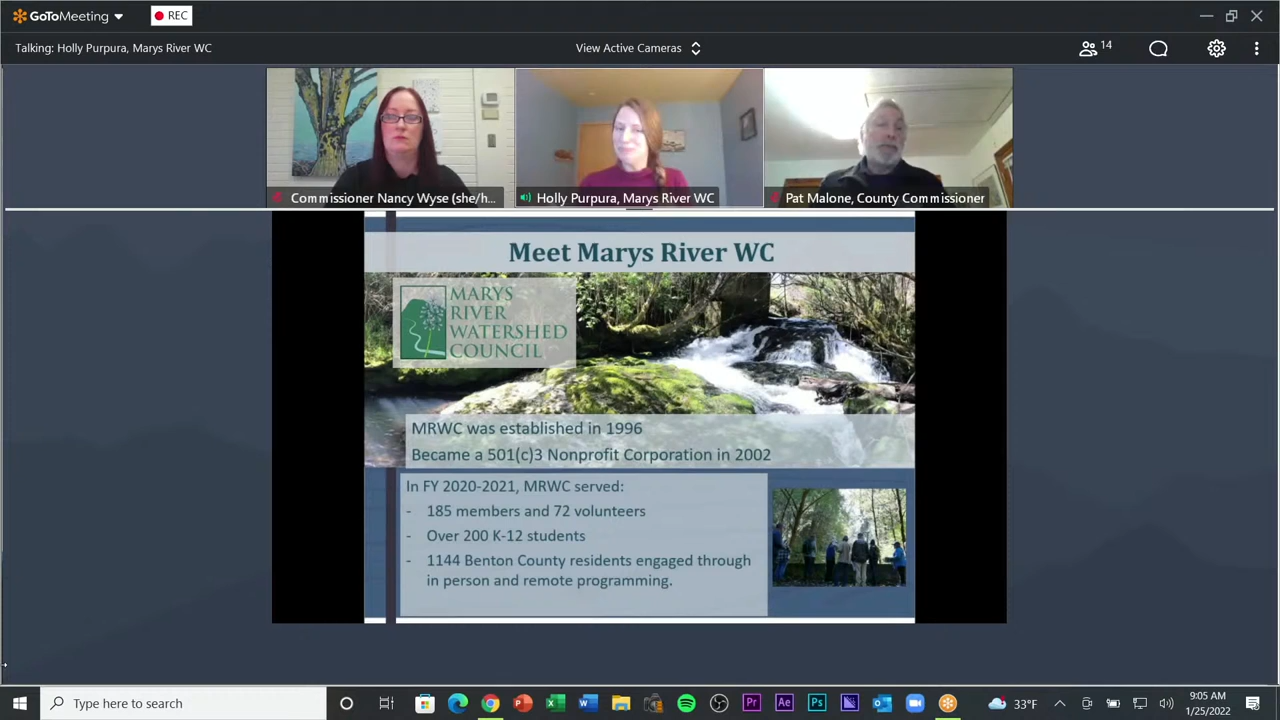 GoToMeeting
REC
Talking: Holly Purpura, Marys River WC
View Active Cameras
14
Commissioner Nancy Wyse (she/h...
Holly Purpura, Marys River WC
Pat Malone, County Commissioner
Meet Marys River WC
MARYS
RIVER
WATERSHED
COUNCIL
MRWC was established in 1996
Became a 501(c)3 Nonprofit Corporation in 2002
In FY 2020-2021, MRWC served:
- 185 members and 72 volunteers
- Over 200 K-12 students
- 1144 Benton County residents engaged through
in person and remote programming.
Type here to search
Pr
Ae
Ps
33°F
9:05 AM
1/25/2022